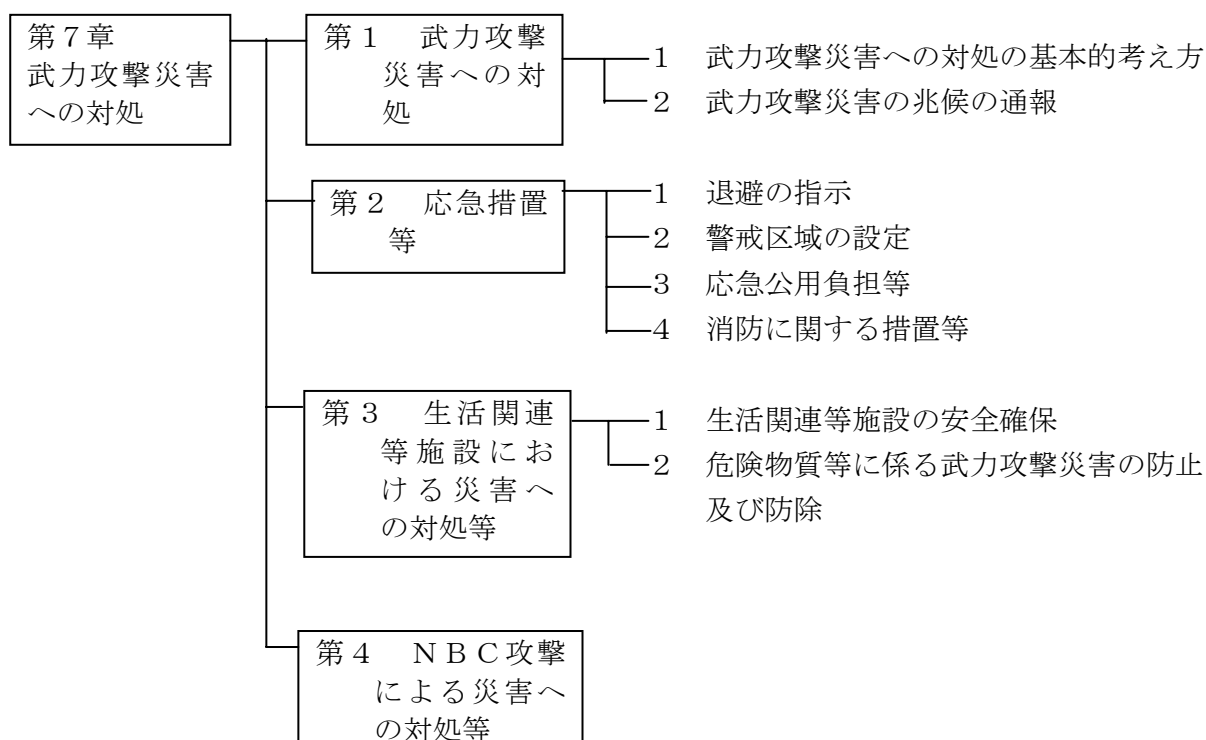 第７章
武力攻撃災害
への対処
第１　武力攻撃
災害への対
処
１　武力攻撃災害への対処の基本的考え方
２　武力攻撃災害の兆候の通報
第２　応急措置
等
１　退避の指示
２　警戒区域の設定
３　応急公用負担等
４　消防に関する措置等
第３　生活関連
等施設にお
ける災害へ
の対処等
１　生活関連等施設の安全確保
２　危険物質等に係る武力攻撃災害の防止
及び防除
第４　ＮＢＣ攻撃
による災害へ
の対処等